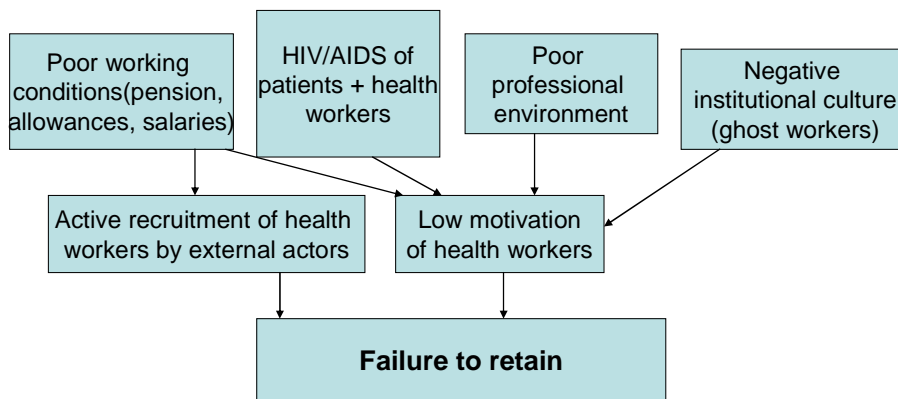 Poor working
conditions(pension,
allowances, salaries)
HIV/AIDS of
patients + health
workers
Poor
professional
environment
Negative
institutional culture
(ghost workers)
Active recruitment of health
workers by external actors
Low motivation
of health workers
Failure to retain